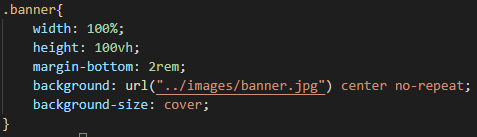 .banner{
    width: 100%;
    height: 100vh;
    margin-bottom: 2rem;
    background: url("../images/banner.jpg") center no-repeat;
    background-size: cover;
}